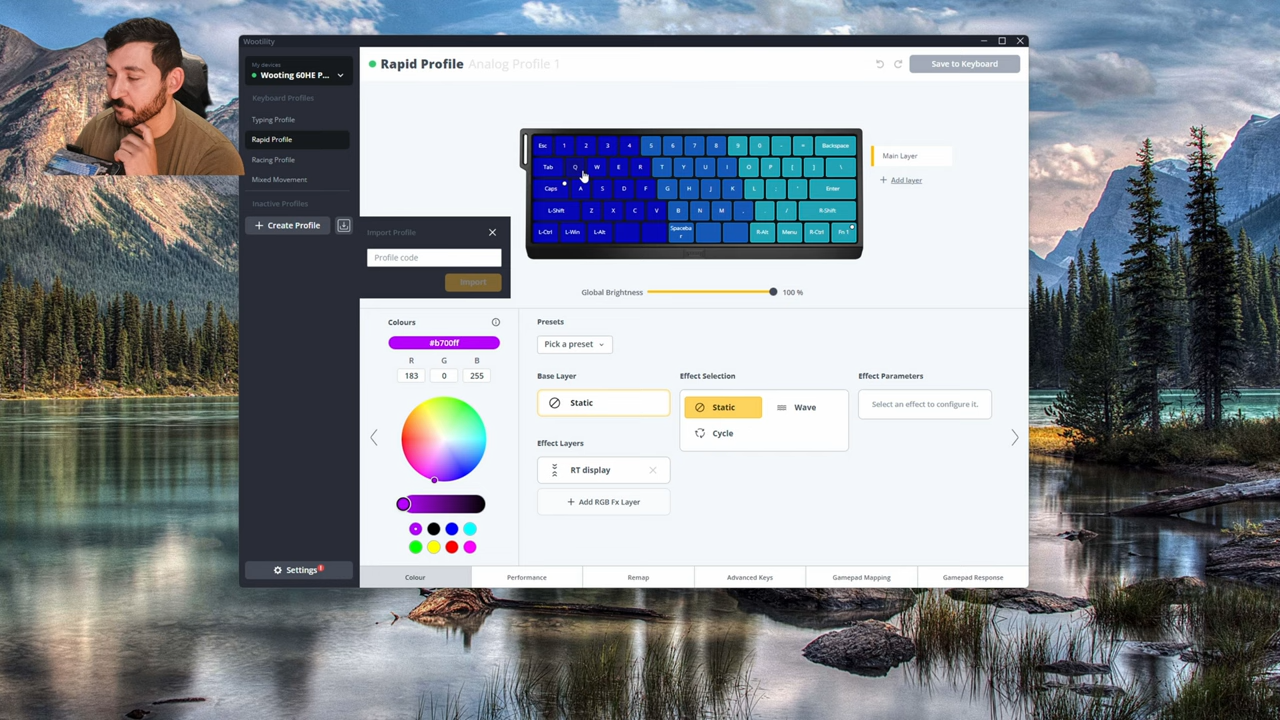 Wootility
My devices
Wooting 60HE P...
Keyboard Profiles
Typing Profile
Rapid Profile
Racing Profile
Mixed Movement
Inactive Profiles
+ Create Profile
Settings
Rapid Profile Analog Profile 1
Save to Keyboard
Import Profile
Profile code
Import
Esc 1 2 3 4 5 6 7 8 9 0 - = Backspace
Tab Q W E R T Y U I O P [ ] \
Caps A S D F G H J K L ; ' Enter
L-Shift Z X C V B N M , . / R-Shift
L-Ctrl L-Win L-Alt Spaceba
r R-Alt Menu R-Ctrl Fn 1
Main Layer
+ Add layer
Global Brightness 100 %
Colours
#b700ff
R G B
183 0 255
Presets
Pick a preset
Base Layer
Static
Effect Layers
RT display
+ Add RGB Fx Layer
Effect Selection
Static Wave
Cycle
Effect Parameters
Select an effect to configure it.
Colour Performance Remap Advanced Keys Gamepad Mapping Gamepad Response